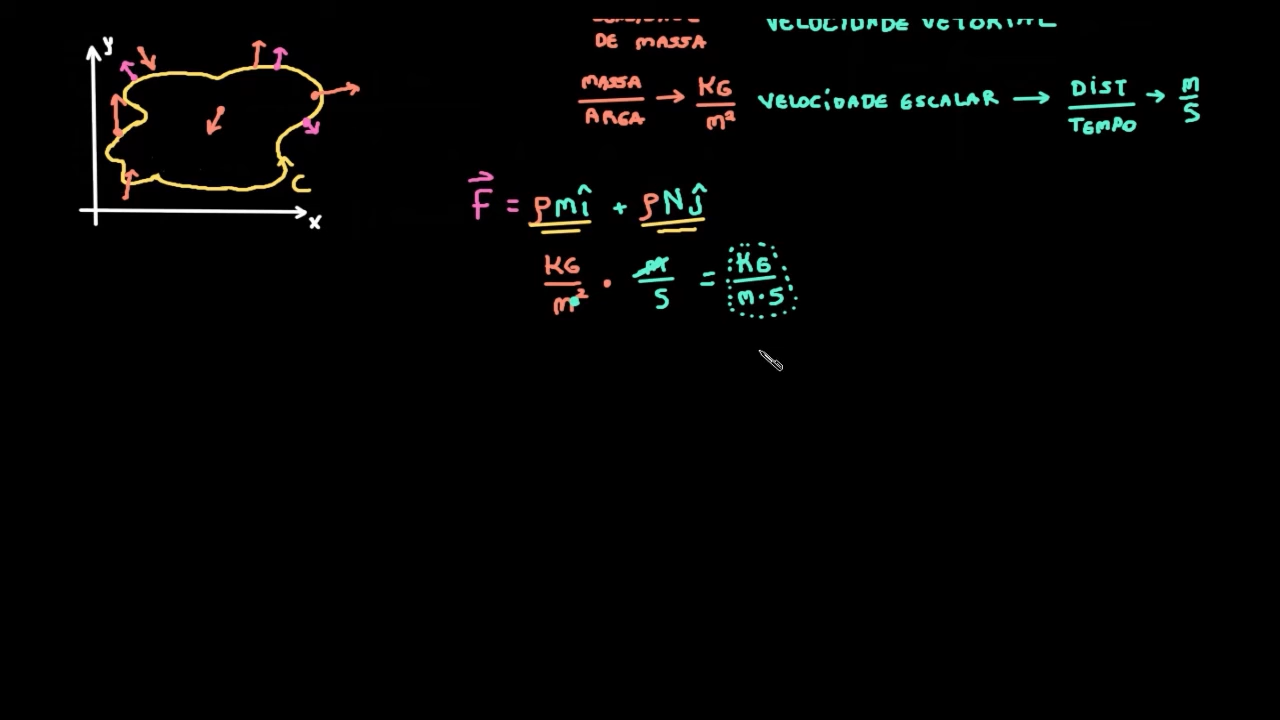 VELOCIDADE VETORIAL
DE MASSA
MASSA / AREA → KG / m² VELOCIDADE ESCALAR → DIST / TEMPO → m / S
y
C
x
F = ρmî + ρNĵ
KG / m² · m / S = KG / m · S